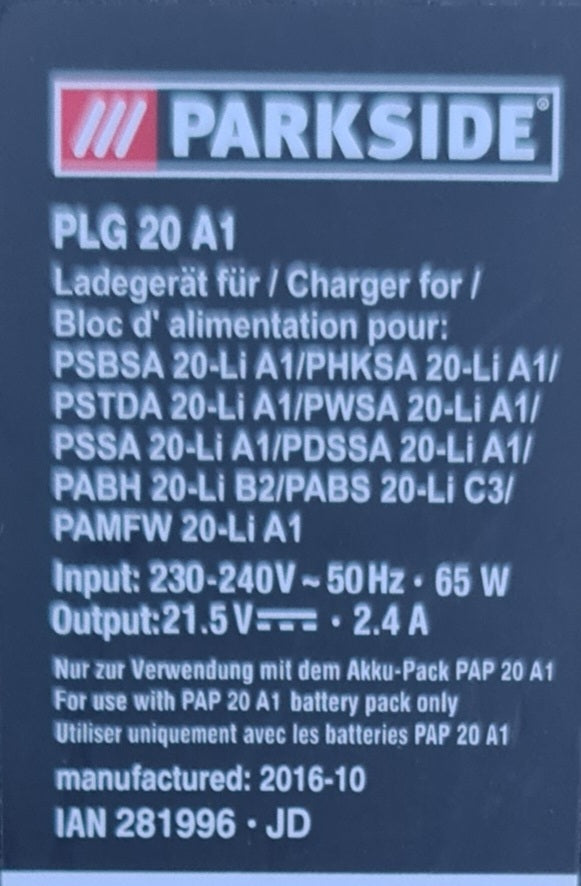 PARKSIDE®
PLG 20 A1
Ladegerät für / Charger for /
Bloc d' alimentation pour:
PSBSA 20-Li A1/PHKSA 20-Li A1/
PSTDA 20-Li A1/PWSA 20-Li A1/
PSSA 20-Li A1/PDSSA 20-Li A1/
PABH 20-Li B2/PABS 20-Li C3/
PAMFW 20-Li A1
Input: 230-240V ~ 50 Hz · 65 W
Output:21.5 V⎓ · 2.4 A
Nur zur Verwendung mit dem Akku-Pack PAP 20 A1
For use with PAP 20 A1 battery pack only
Utiliser uniquement avec les batteries PAP 20 A1
manufactured: 2016-10
IAN 281996 · JD